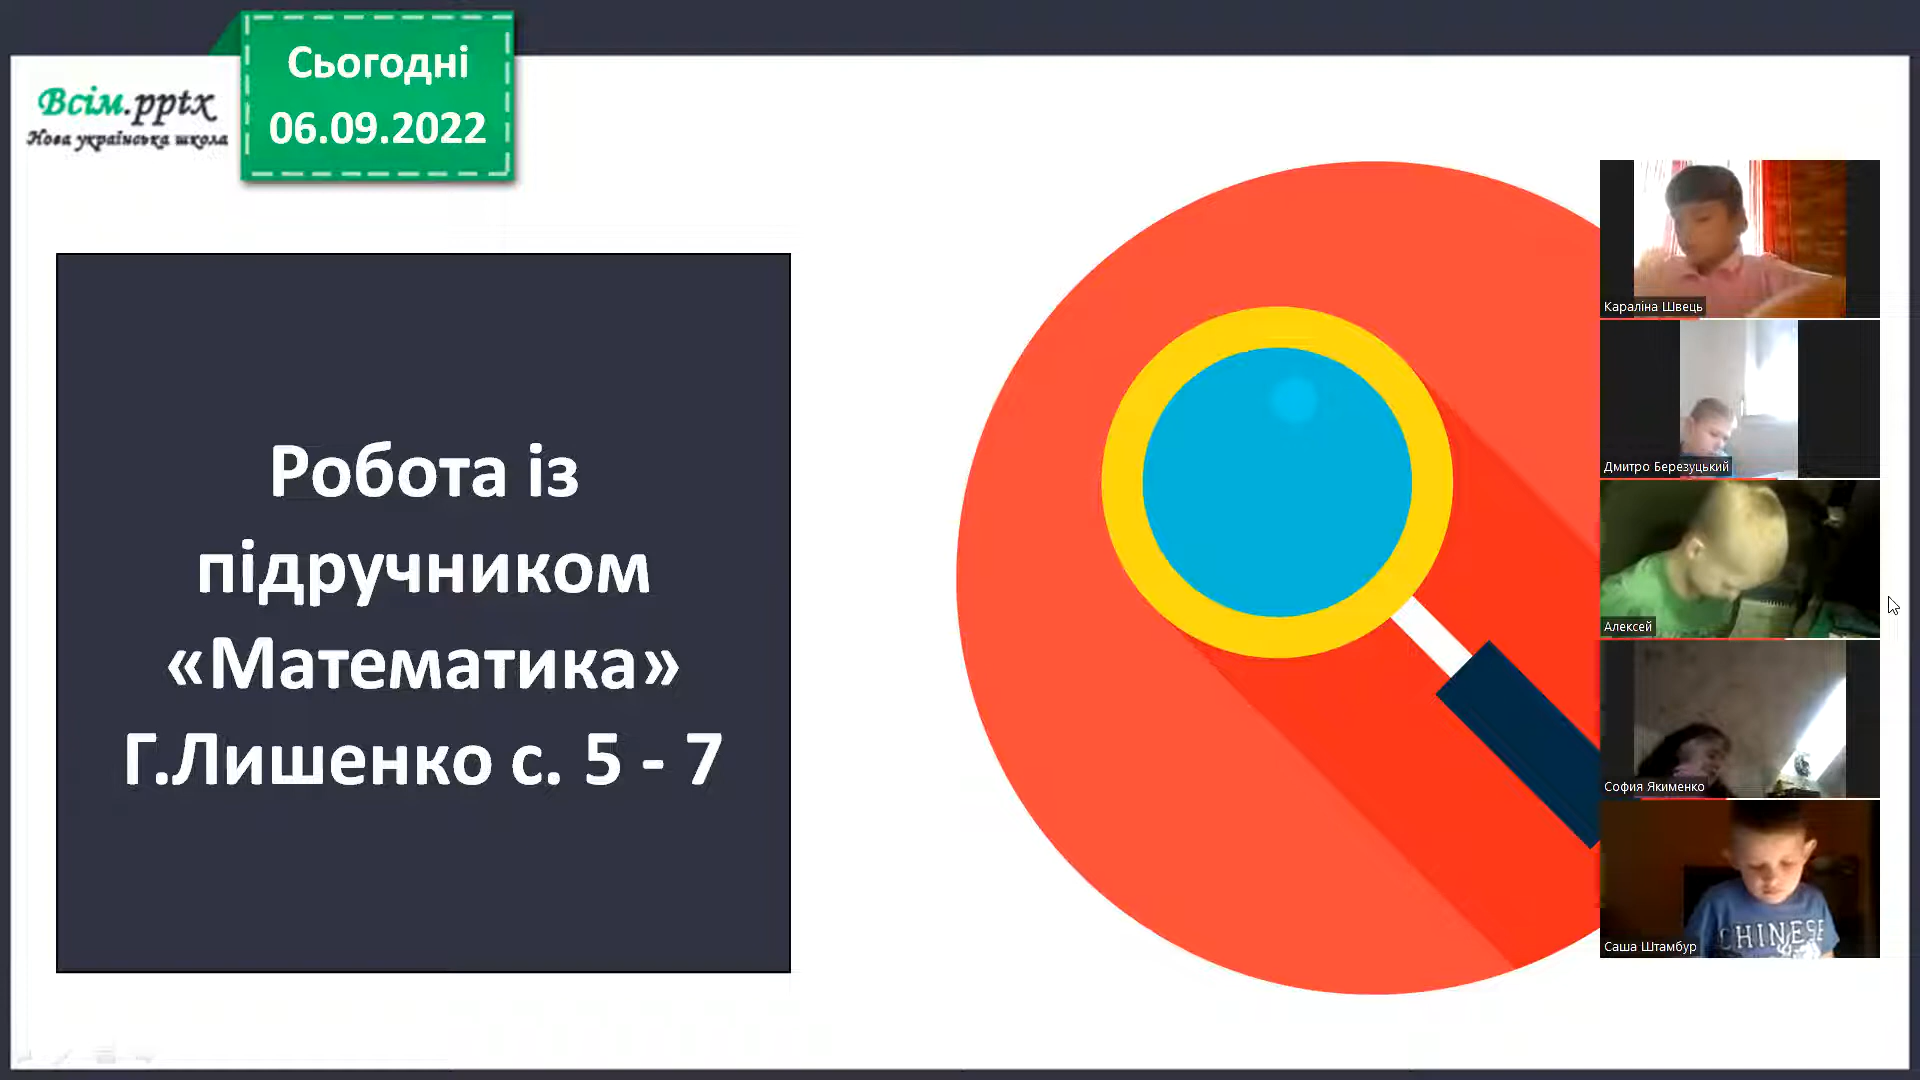 Сьогодні
06.09.2022
Всім.pptx
Нова українська школа
Робота із
підручником
«Математика»
Г.Лишенко с. 5 - 7
Караліна Швець
Дмитро Березуцький
Алексей
София Якименко
Саша Штамбур
CHINESE